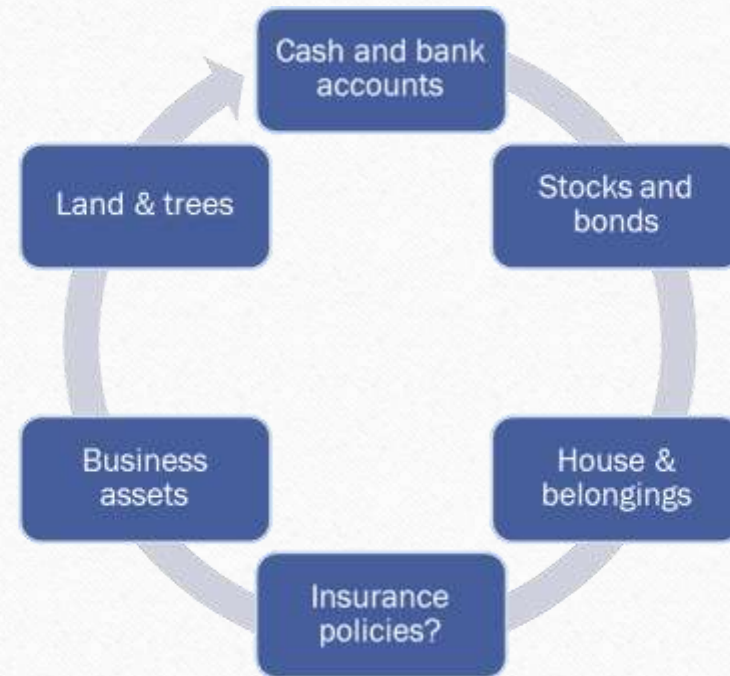 Cash and bank
accounts
Stocks and
bonds
House &
belongings
Insurance
policies?
Business
assets
Land & trees